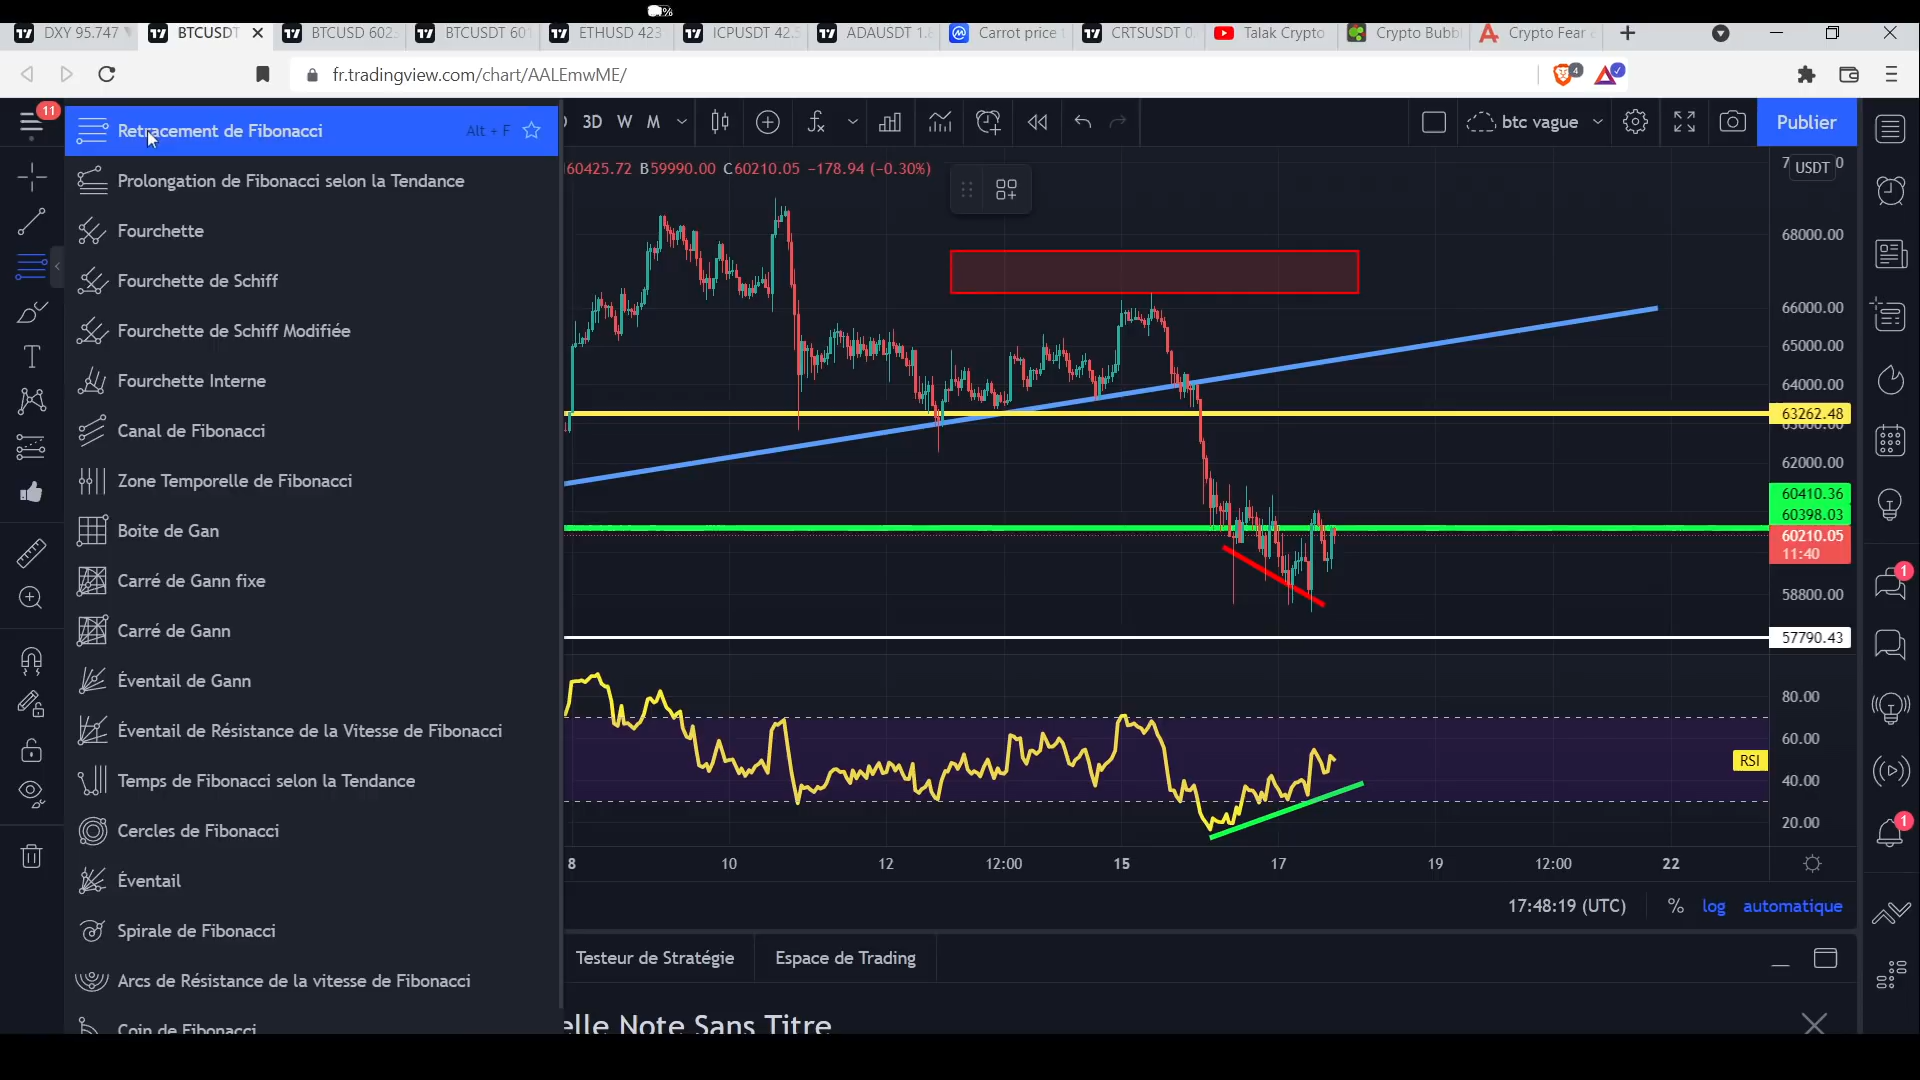 %
DXY 95.747
BTCUSDT
BTCUSD 602
BTCUSDT 601
ETHUSD 423
ICPUSDT 42.5
ADAUSDT 1.8
Carrot price
CRTSUSDT 0.
Talak Crypto
Crypto Bubbl
Crypto Fear
fr.tradingview.com/chart/AALEmwME/
4
11
3D W M
btc vague
Publier
Retracement de Fibonacci Alt + F
Prolongation de Fibonacci selon la Tendance
Fourchette
Fourchette de Schiff
Fourchette de Schiff Modifiée
Fourchette Interne
Canal de Fibonacci
Zone Temporelle de Fibonacci
Boite de Gan
Carré de Gann fixe
Carré de Gann
Éventail de Gann
Éventail de Résistance de la Vitesse de Fibonacci
Temps de Fibonacci selon la Tendance
Cercles de Fibonacci
Éventail
Spirale de Fibonacci
Arcs de Résistance de la vitesse de Fibonacci
Coin de Fibonacci
60425.72 B59990.00 C60210.05 −178.94 (−0.30%)
USDT
68000.00
66000.00
65000.00
64000.00
63262.48
63000.00
62000.00
60410.36
60398.03
60210.05
11:40
58800.00
57790.43
80.00
60.00
RSI
40.00
20.00
8 10 12 12:00 15 17 19 12:00 22
17:48:19 (UTC) % log automatique
Testeur de Stratégie Espace de Trading
elle Note Sans Titre
1
1